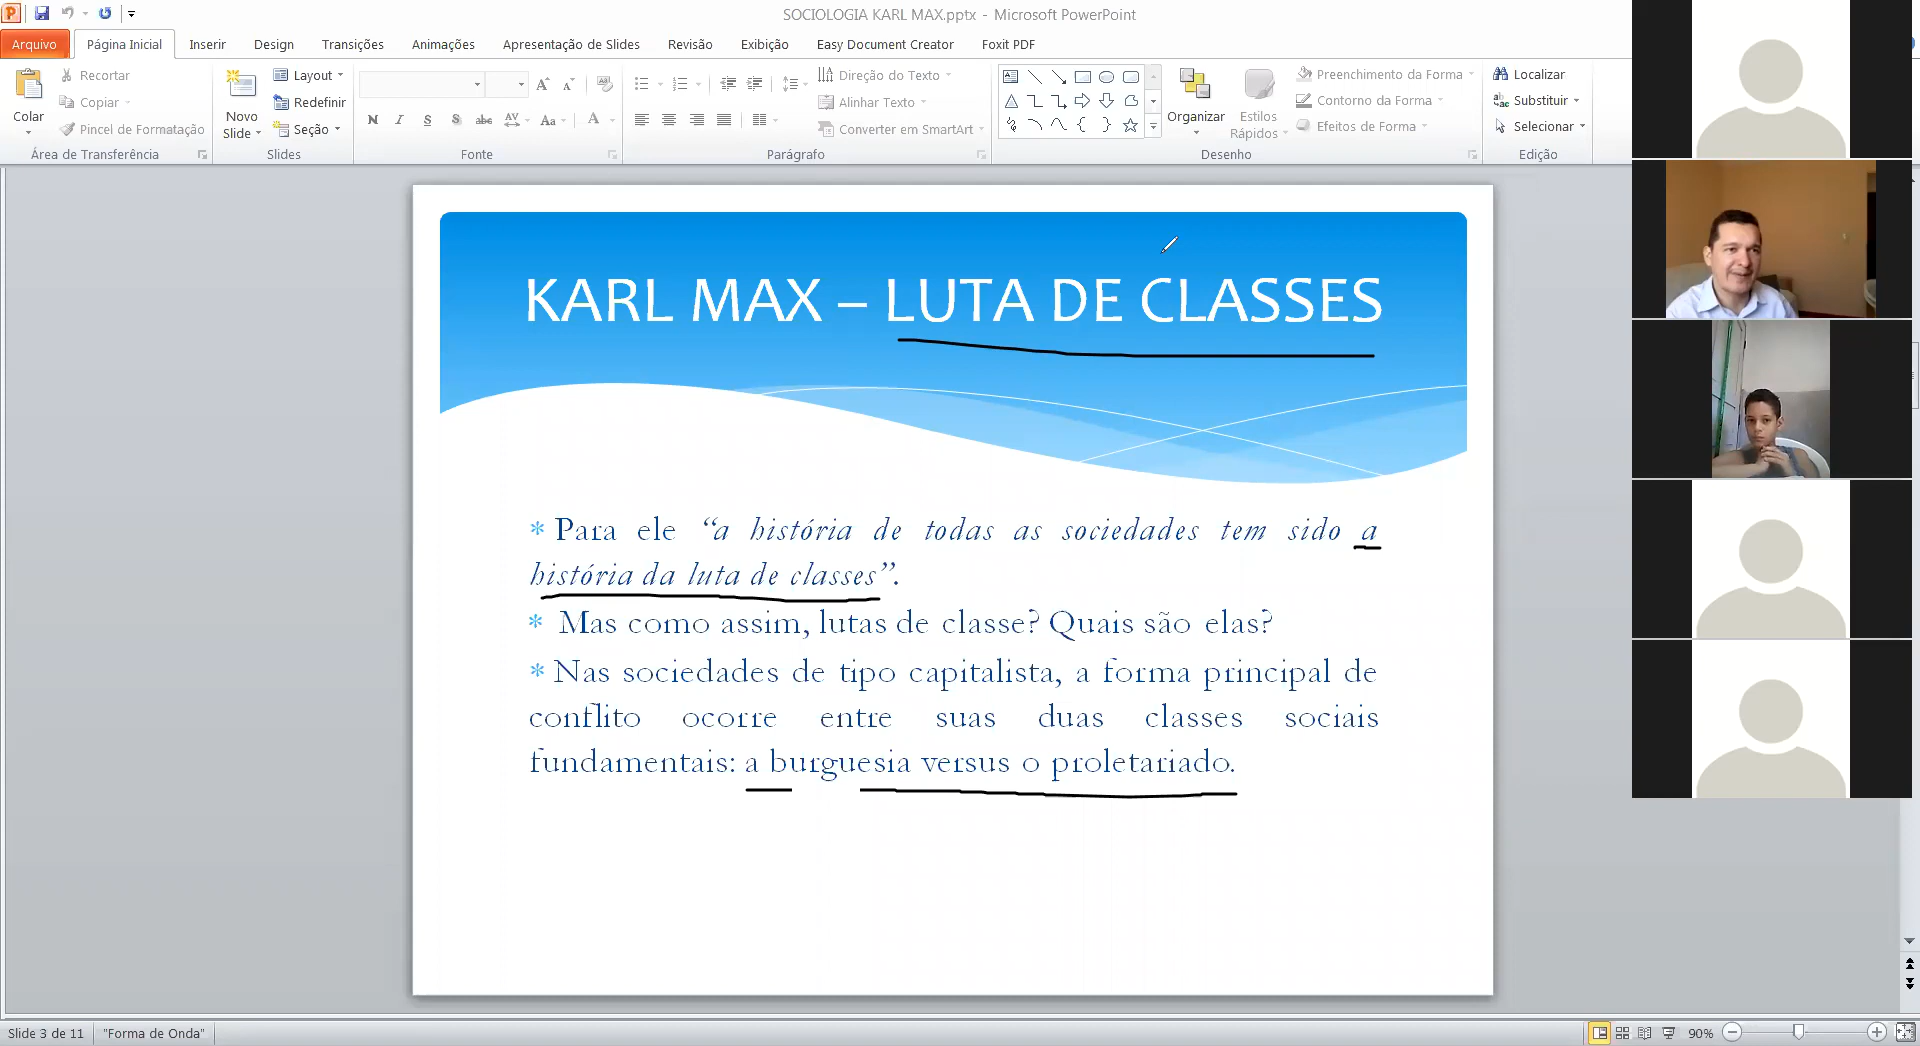 SOCIOLOGIA KARL MAX.pptx - Microsoft PowerPoint
Arquivo Página Inicial Inserir Design Transições Animações Apresentação de Slides Revisão Exibição Easy Document Creator Foxit PDF
Colar
Recortar
Copiar
Pincel de Formatação
Área de Transferência
Novo Slide
Layout
Redefinir
Seção
Slides
N I S S abc AV Aa A
Fonte
Direção do Texto
Alinhar Texto
Converter em SmartArt
Parágrafo
Organizar
Estilos Rápidos
Preenchimento da Forma
Contorno da Forma
Efeitos de Forma
Desenho
Localizar
Substituir
Selecionar
Edição
KARL MAX – LUTA DE CLASSES
* Para ele “a história de todas as sociedades tem sido a
história da luta de classes”.
* Mas como assim, lutas de classe? Quais são elas?
* Nas sociedades de tipo capitalista, a forma principal de
conflito ocorre entre suas duas classes sociais
fundamentais: a burguesia versus o proletariado.
Slide 3 de 11 "Forma de Onda" 90%